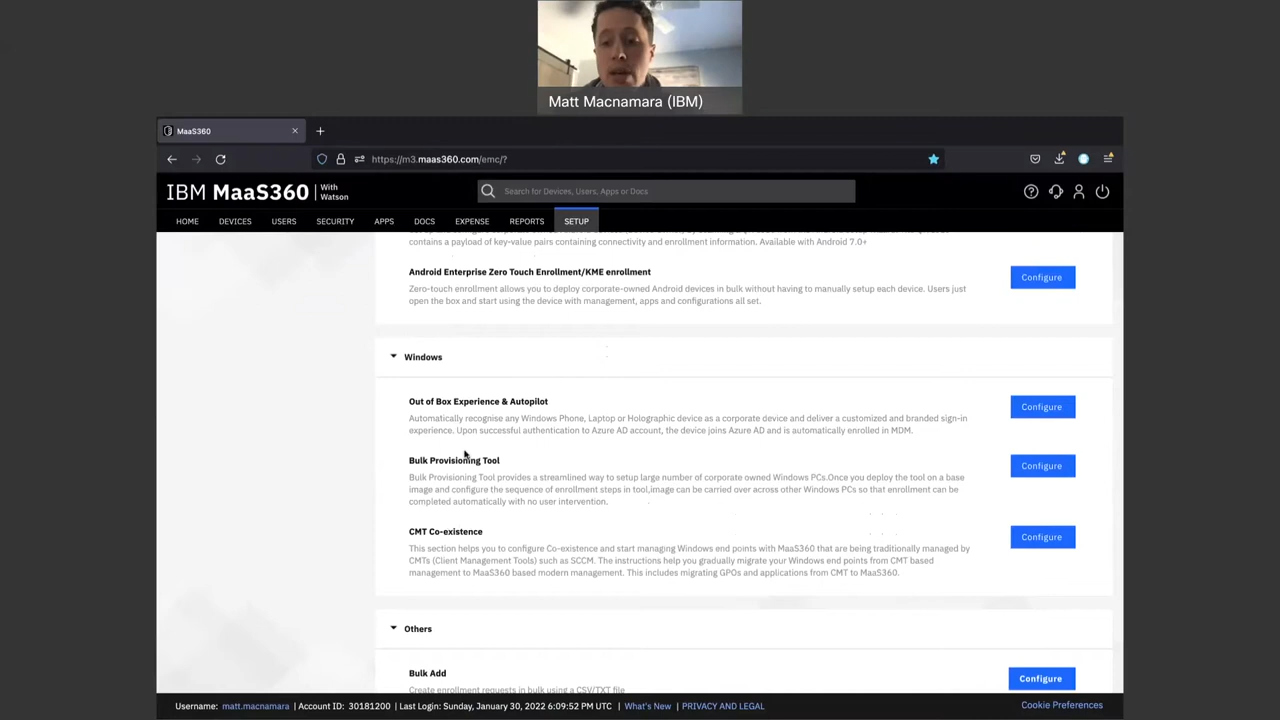 Matt Macnamara (IBM)
MaaS360
https://m3.maas360.com/emc/?
IBM MaaS360 | With Watson
Search for Devices, Users, Apps or Docs
HOME DEVICES USERS SECURITY APPS DOCS EXPENSE REPORTS SETUP
contains a payload of key-value pairs containing connectivity and enrollment information. Available with Android 7.0+
Android Enterprise Zero Touch Enrollment/KME enrollment
Configure
Zero-touch enrollment allows you to deploy corporate-owned Android devices in bulk without having to manually setup each device. Users just
open the box and start using the device with management, apps and configurations all set.
Windows
Out of Box Experience & Autopilot
Configure
Automatically recognise any Windows Phone, Laptop or Holographic device as a corporate device and deliver a customized and branded sign-in
experience. Upon successful authentication to Azure AD account, the device joins Azure AD and is automatically enrolled in MDM.
Bulk Provisioning Tool
Configure
Bulk Provisioning Tool provides a streamlined way to setup large number of corporate owned Windows PCs.Once you deploy the tool on a base
image and configure the sequence of enrollment steps in tool,image can be carried over across other Windows PCs so that enrollment can be
completed automatically with no user intervention.
CMT Co-existence
Configure
This section helps you to configure Co-existence and start managing Windows end points with MaaS360 that are being traditionally managed by
CMTs (Client Management Tools) such as SCCM. The instructions help you gradually migrate your Windows end points from CMT based
management to MaaS360 based modern management. This includes migrating GPOs and applications from CMT to MaaS360.
Others
Bulk Add
Configure
Create enrollment requests in bulk using a CSV/TXT file
Username: matt.macnamara | Account ID: 30181200 | Last Login: Sunday, January 30, 2022 6:09:52 PM UTC | What's New | PRIVACY AND LEGAL
Cookie Preferences